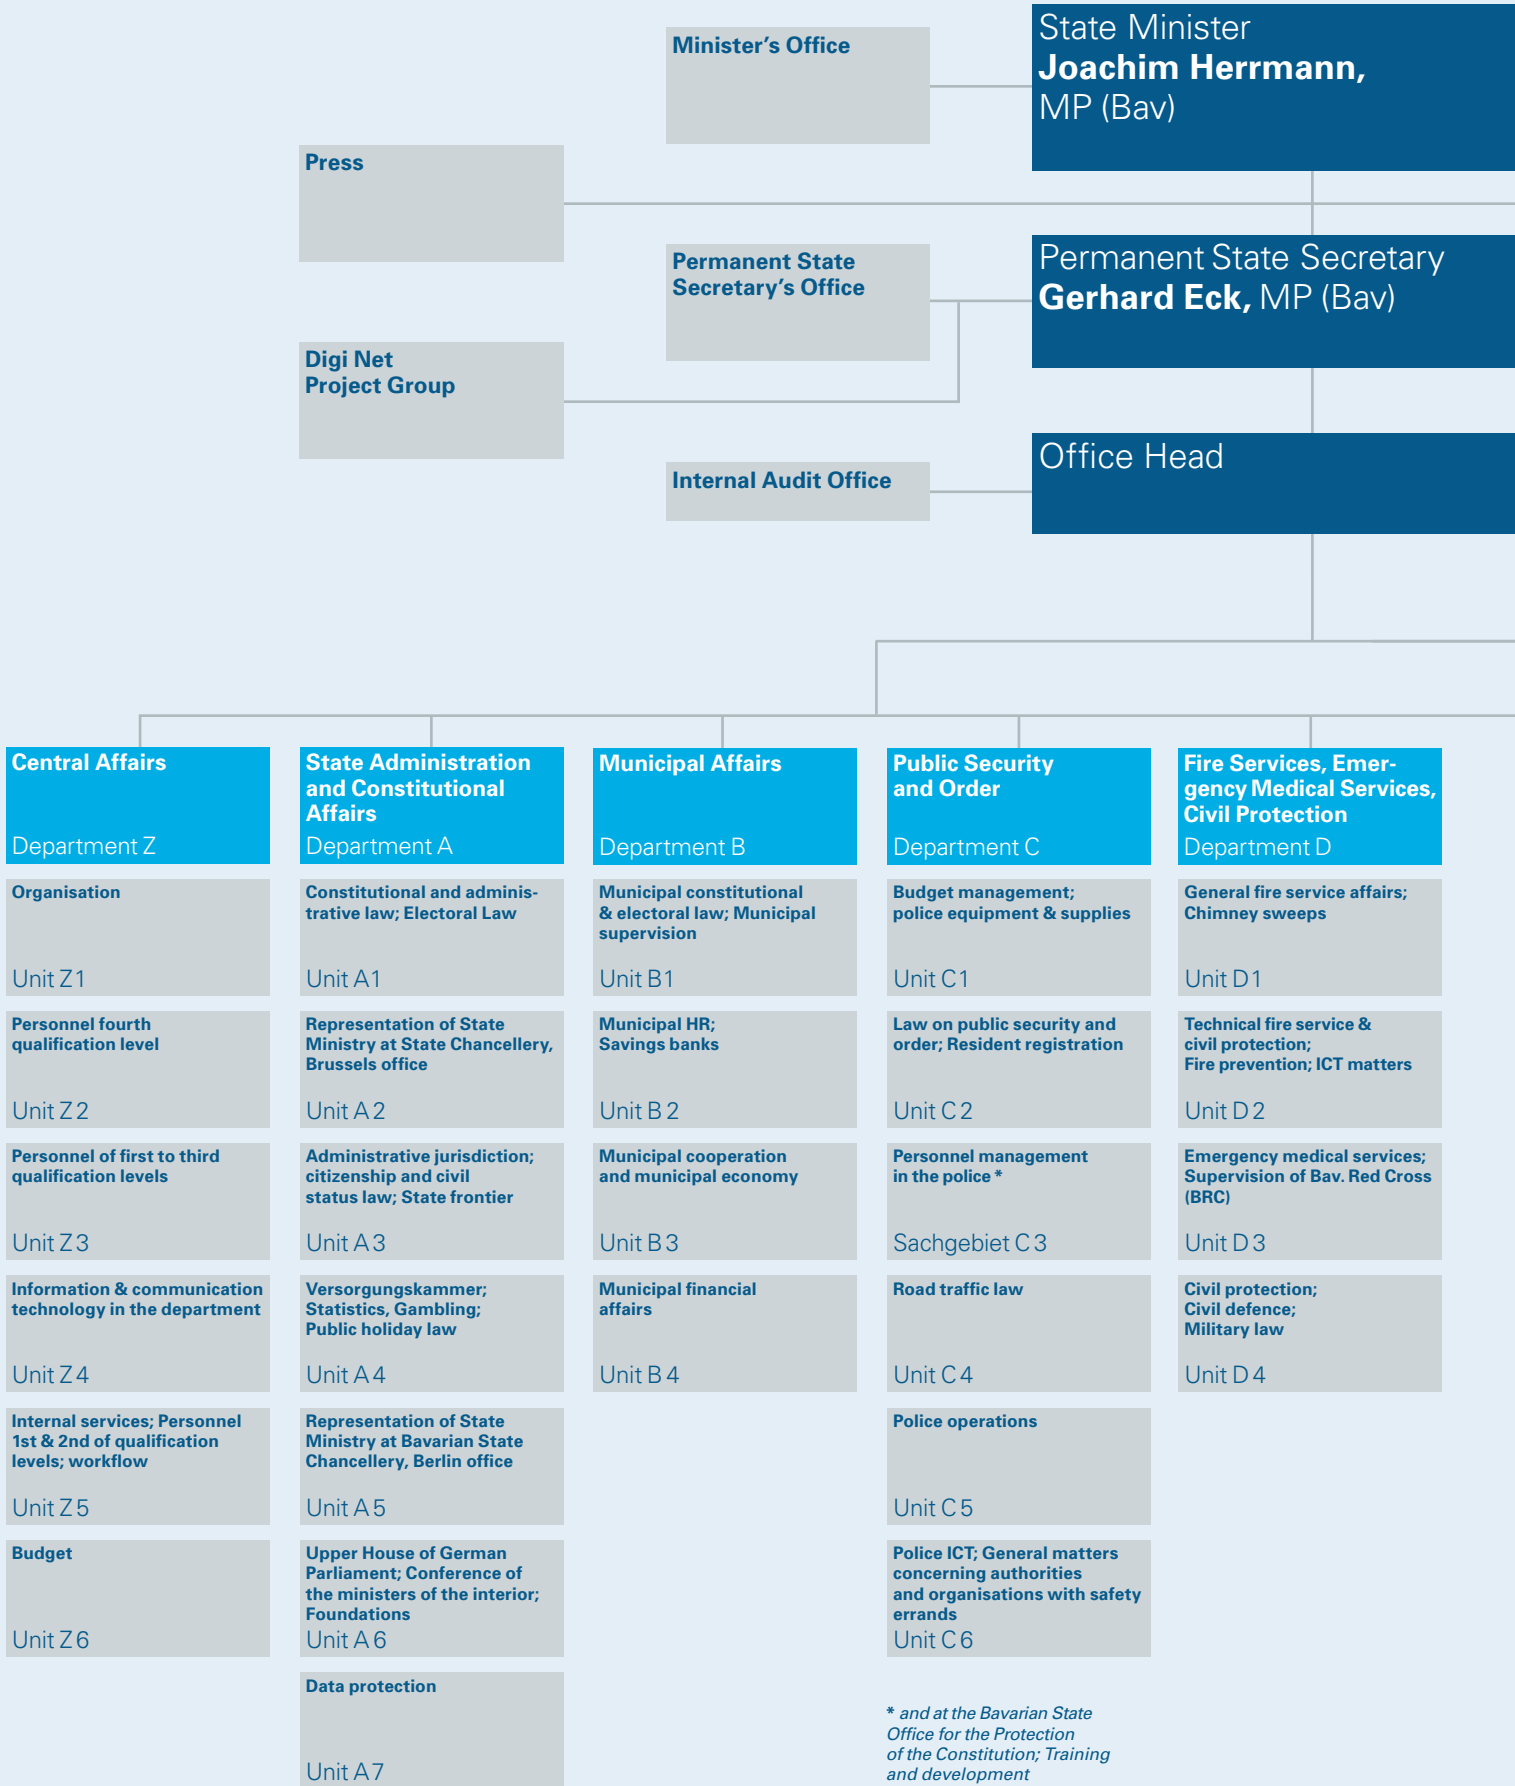 State Minister
Joachim Herrmann,
MP (Bav)
Minister’s Office
Press
Permanent State Secretary
Gerhard Eck, MP (Bav)
Permanent State
Secretary’s Office
Digi Net
Project Group
Office Head
Internal Audit Office
Central Affairs
Department Z
Organisation
Unit Z1
Personnel fourth
qualification level
Unit Z2
Personnel of first to third
qualification levels
Unit Z3
Information & communication
technology in the department
Unit Z4
Internal services; Personnel
1st & 2nd of qualification
levels; workflow
Unit Z5
Budget
Unit Z6
State Administration
and Constitutional
Affairs
Department A
Constitutional and adminis-
trative law; Electoral Law
Unit A1
Representation of State
Ministry at State Chancellery,
Brussels office
Unit A2
Administrative jurisdiction;
citizenship and civil
status law; State frontier
Unit A3
Versorgungskammer;
Statistics, Gambling;
Public holiday law
Unit A4
Representation of State
Ministry at Bavarian State
Chancellery, Berlin office
Unit A5
Upper House of German
Parliament; Conference of
the ministers of the interior;
Foundations
Unit A6
Data protection
Unit A7
Municipal Affairs
Department B
Municipal constitutional
& electoral law; Municipal
supervision
Unit B1
Municipal HR;
Savings banks
Unit B2
Municipal cooperation
and municipal economy
Unit B3
Municipal financial
affairs
Unit B4
Public Security
and Order
Department C
Budget management;
police equipment & supplies
Unit C1
Law on public security and
order; Resident registration
Unit C2
Personnel management
in the police *
Sachgebiet C3
Road traffic law
Unit C4
Police operations
Unit C5
Police ICT; General matters
concerning authorities
and organisations with safety
errands
Unit C6
* and at the Bavarian State
Office for the Protection
of the Constitution; Training
and development
Fire Services, Emer-
gency Medical Services,
Civil Protection
Department D
General fire service affairs;
Chimney sweeps
Unit D1
Technical fire service &
civil protection;
Fire prevention; ICT matters
Unit D2
Emergency medical services;
Supervision of Bav. Red Cross
(BRC)
Unit D3
Civil protection;
Civil defence;
Military law
Unit D4